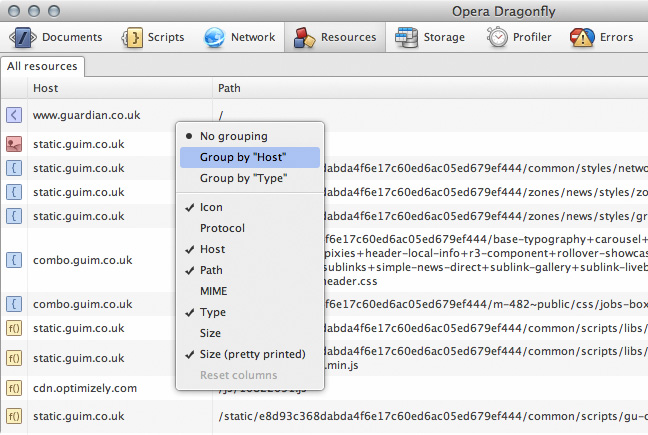 Opera Dragonfly
Documents Scripts Network Resources Storage Profiler Errors
All resources
Host Path
www.guardian.co.uk /
static.guim.co.uk
static.guim.co.uk dabda4f6e17c60ed6ac05ed679ef444/common/styles/netwo
static.guim.co.uk dabda4f6e17c60ed6ac05ed679ef444/zones/news/styles/zo
static.guim.co.uk dabda4f6e17c60ed6ac05ed679ef444/zones/news/styles/gr
f6e17c60ed6ac05ed679ef444/base-typography+carousel+
pixies+header-local-info+r3-component+rollover-showcas
combo.guim.co.uk
sublinks+simple-news-direct+sublink-gallery+sublink-liveb
header.css
combo.guim.co.uk f6e17c60ed6ac05ed679ef444/m-482~public/css/jobs-box
static.guim.co.uk dabda4f6e17c60ed6ac05ed679ef444/common/scripts/libs/
static.guim.co.uk dabda4f6e17c60ed6ac05ed679ef444/common/scripts/libs/
.min.js
cdn.optimizely.com
static.guim.co.uk /static/e8d93c368dabda4f6e17c60ed6ac05ed679ef444/common/scripts/gu-c
No grouping
Group by "Host"
Group by "Type"
Icon
Protocol
Host
Path
MIME
Type
Size
Size (pretty printed)
Reset columns